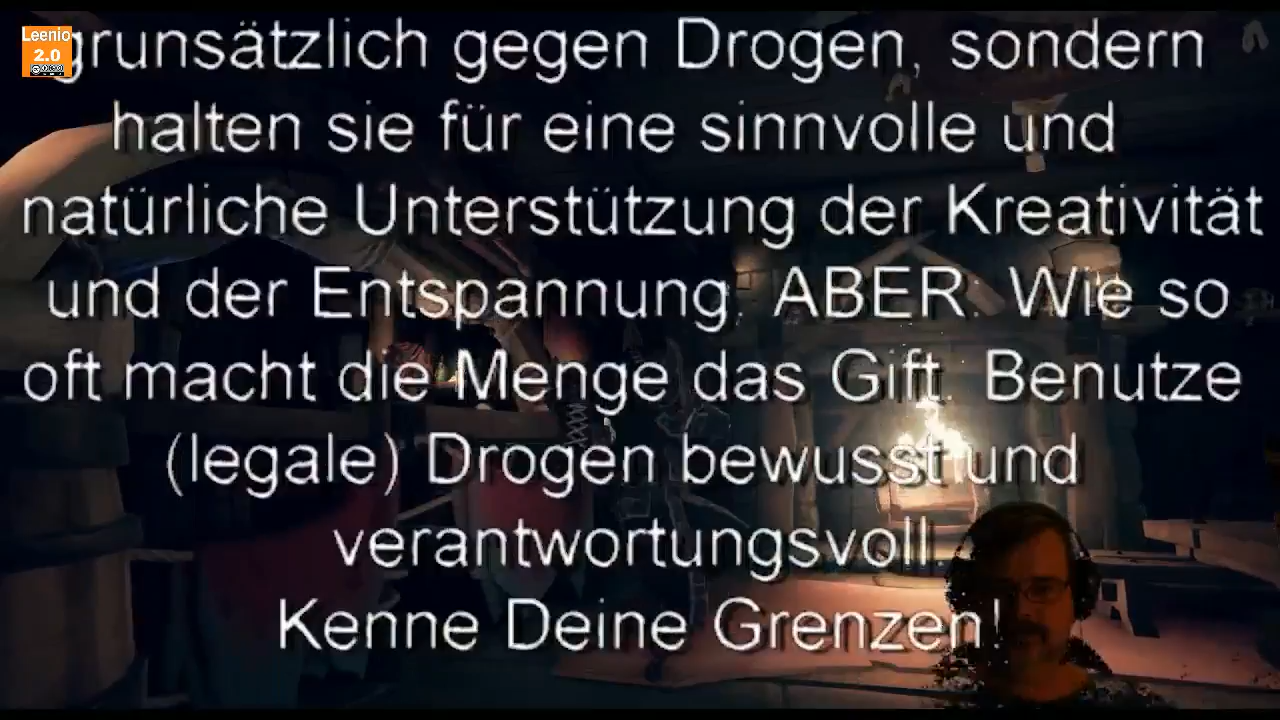 Leenio
2.0
grunsätzlich gegen Drogen, sondern
halten sie für eine sinnvolle und
natürliche Unterstützung der Kreativität
und der Entspannung. ABER: Wie so
oft macht die Menge das Gift. Benutze
(legale) Drogen bewusst und
verantwortungsvoll.
Kenne Deine Grenzen!